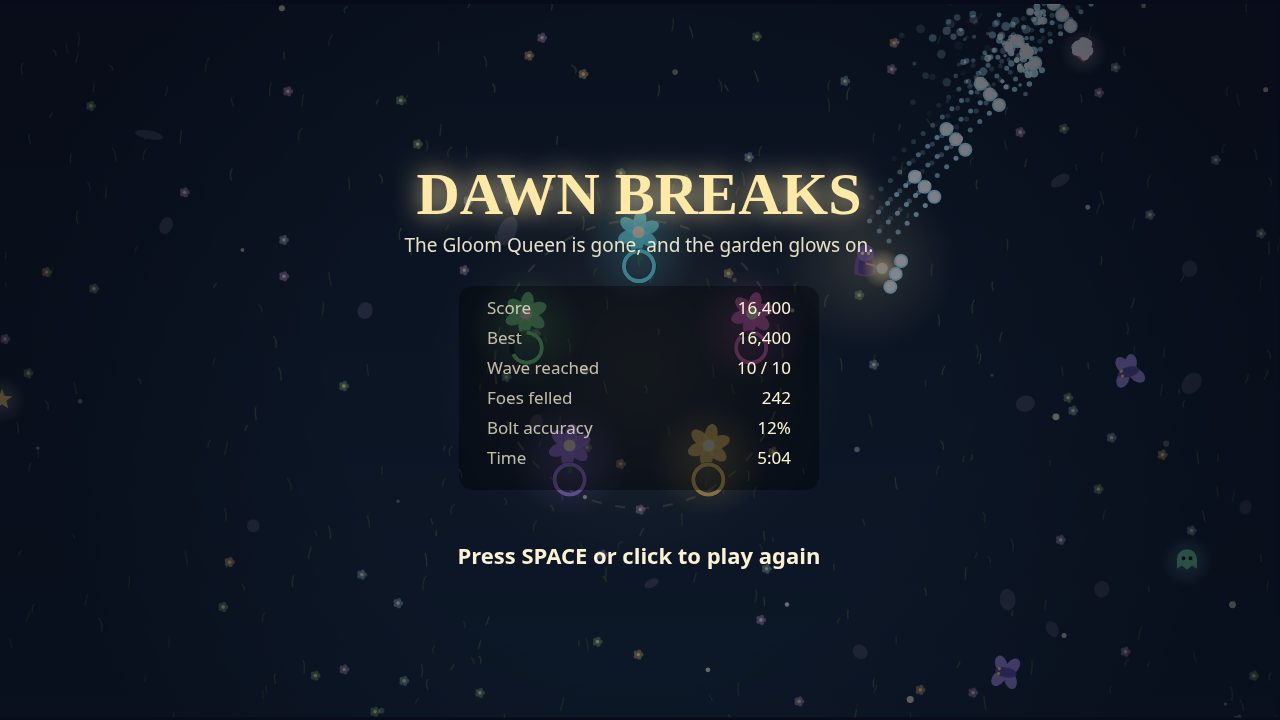 DAWN BREAKS
The Gloom Queen is gone, and the garden glows on.
Score 16,400
Best 16,400
Wave reached 10 / 10
Foes felled 242
Bolt accuracy 12%
Time 5:04
Press SPACE or click to play again